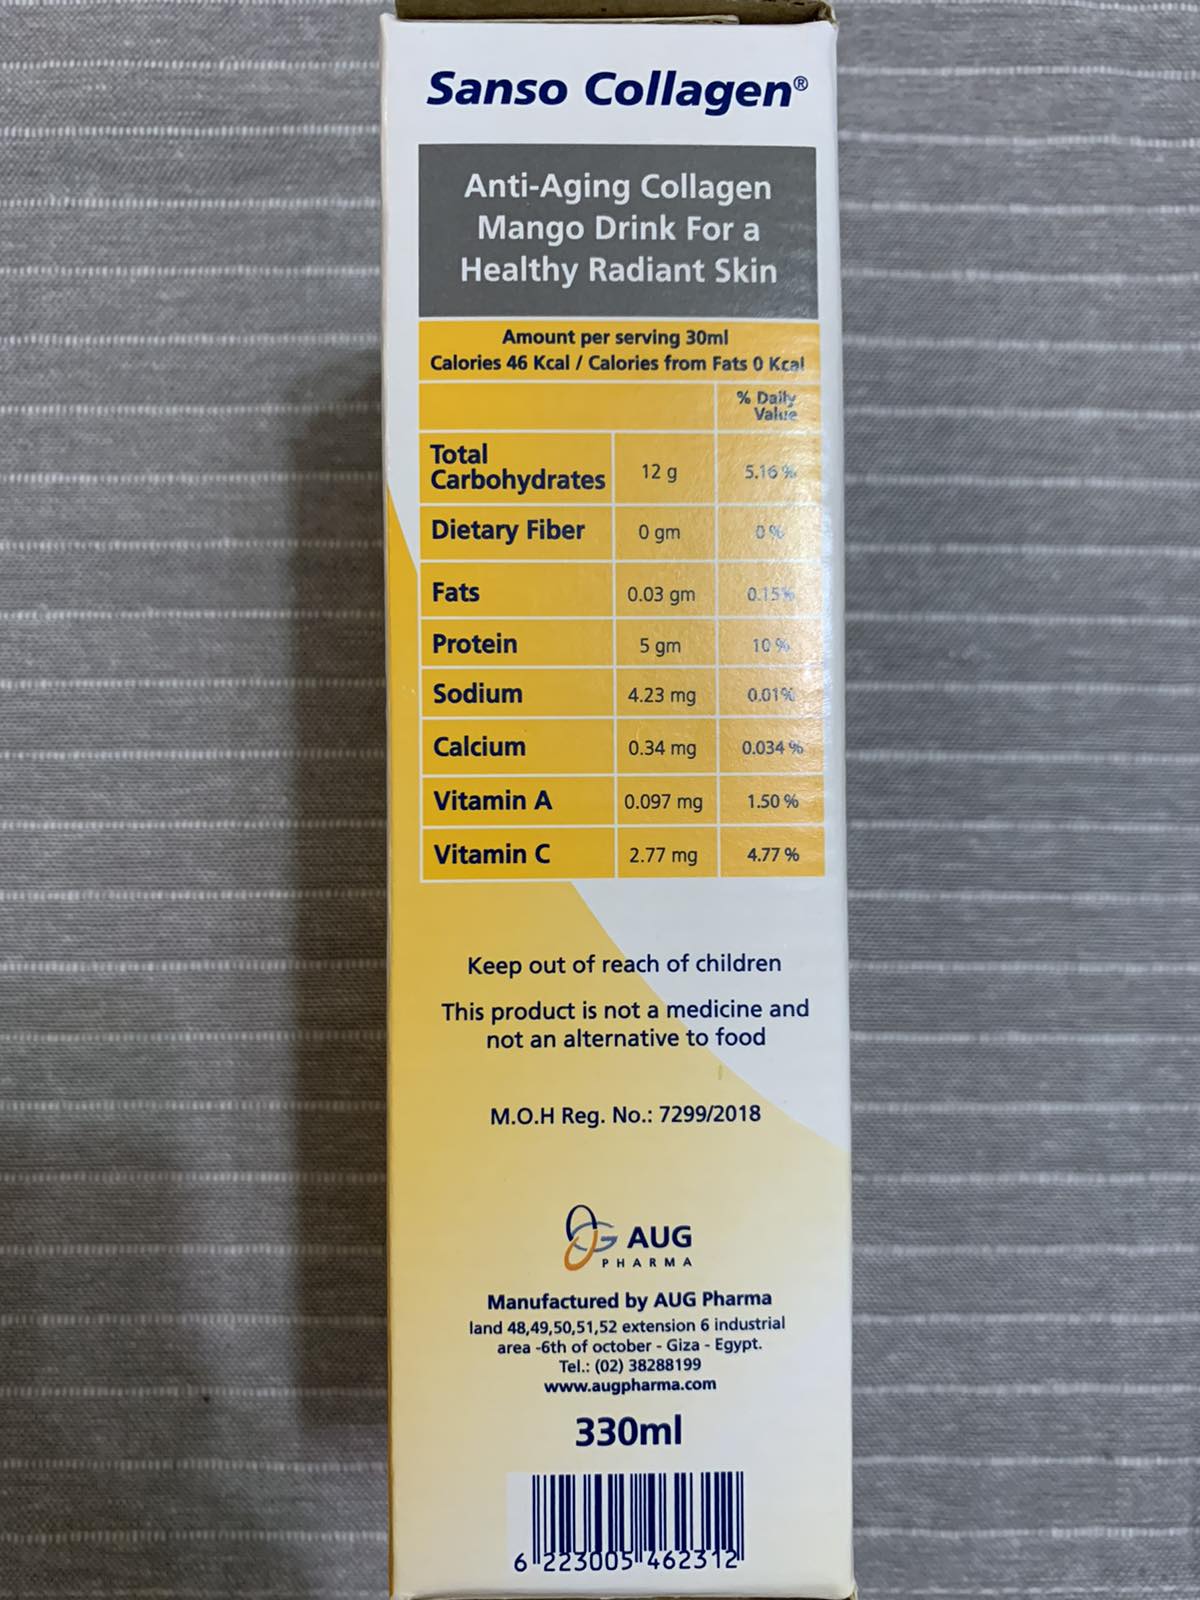 Sanso Collagen®
Anti-Aging Collagen
Mango Drink For a
Healthy Radiant Skin
Amount per serving 30ml
Calories 46 Kcal / Calories from Fats 0 Kcal
% Daily
Value
Total
Carbohydrates 12 g 5.16 %
Dietary Fiber 0 gm 0 %
Fats 0.03 gm 0.15%
Protein 5 gm 10 %
Sodium 4.23 mg 0.01%
Calcium 0.34 mg 0.034 %
Vitamin A 0.097 mg 1.50 %
Vitamin C 2.77 mg 4.77 %
Keep out of reach of children
This product is not a medicine and
not an alternative to food
M.O.H Reg. No.: 7299/2018
AUG
PHARMA
Manufactured by AUG Pharma
land 48,49,50,51,52 extension 6 industrial
area -6th of october - Giza - Egypt.
Tel.: (02) 38288199
www.augpharma.com
330ml
6 223005 462312